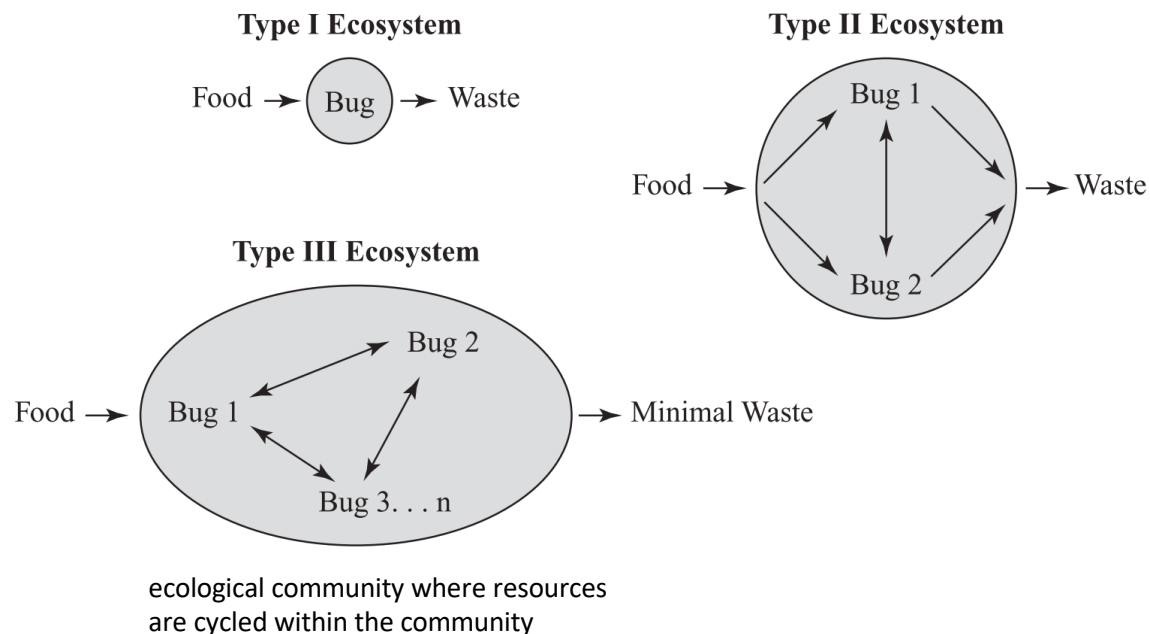 Type I Ecosystem
Food
Bug
Waste
Type II Ecosystem
Bug 1
Food
Waste
Bug 2
Type III Ecosystem
Bug 2
Food
Bug 1
Minimal Waste
Bug 3. . . n
ecological community where resources
are cycled within the community